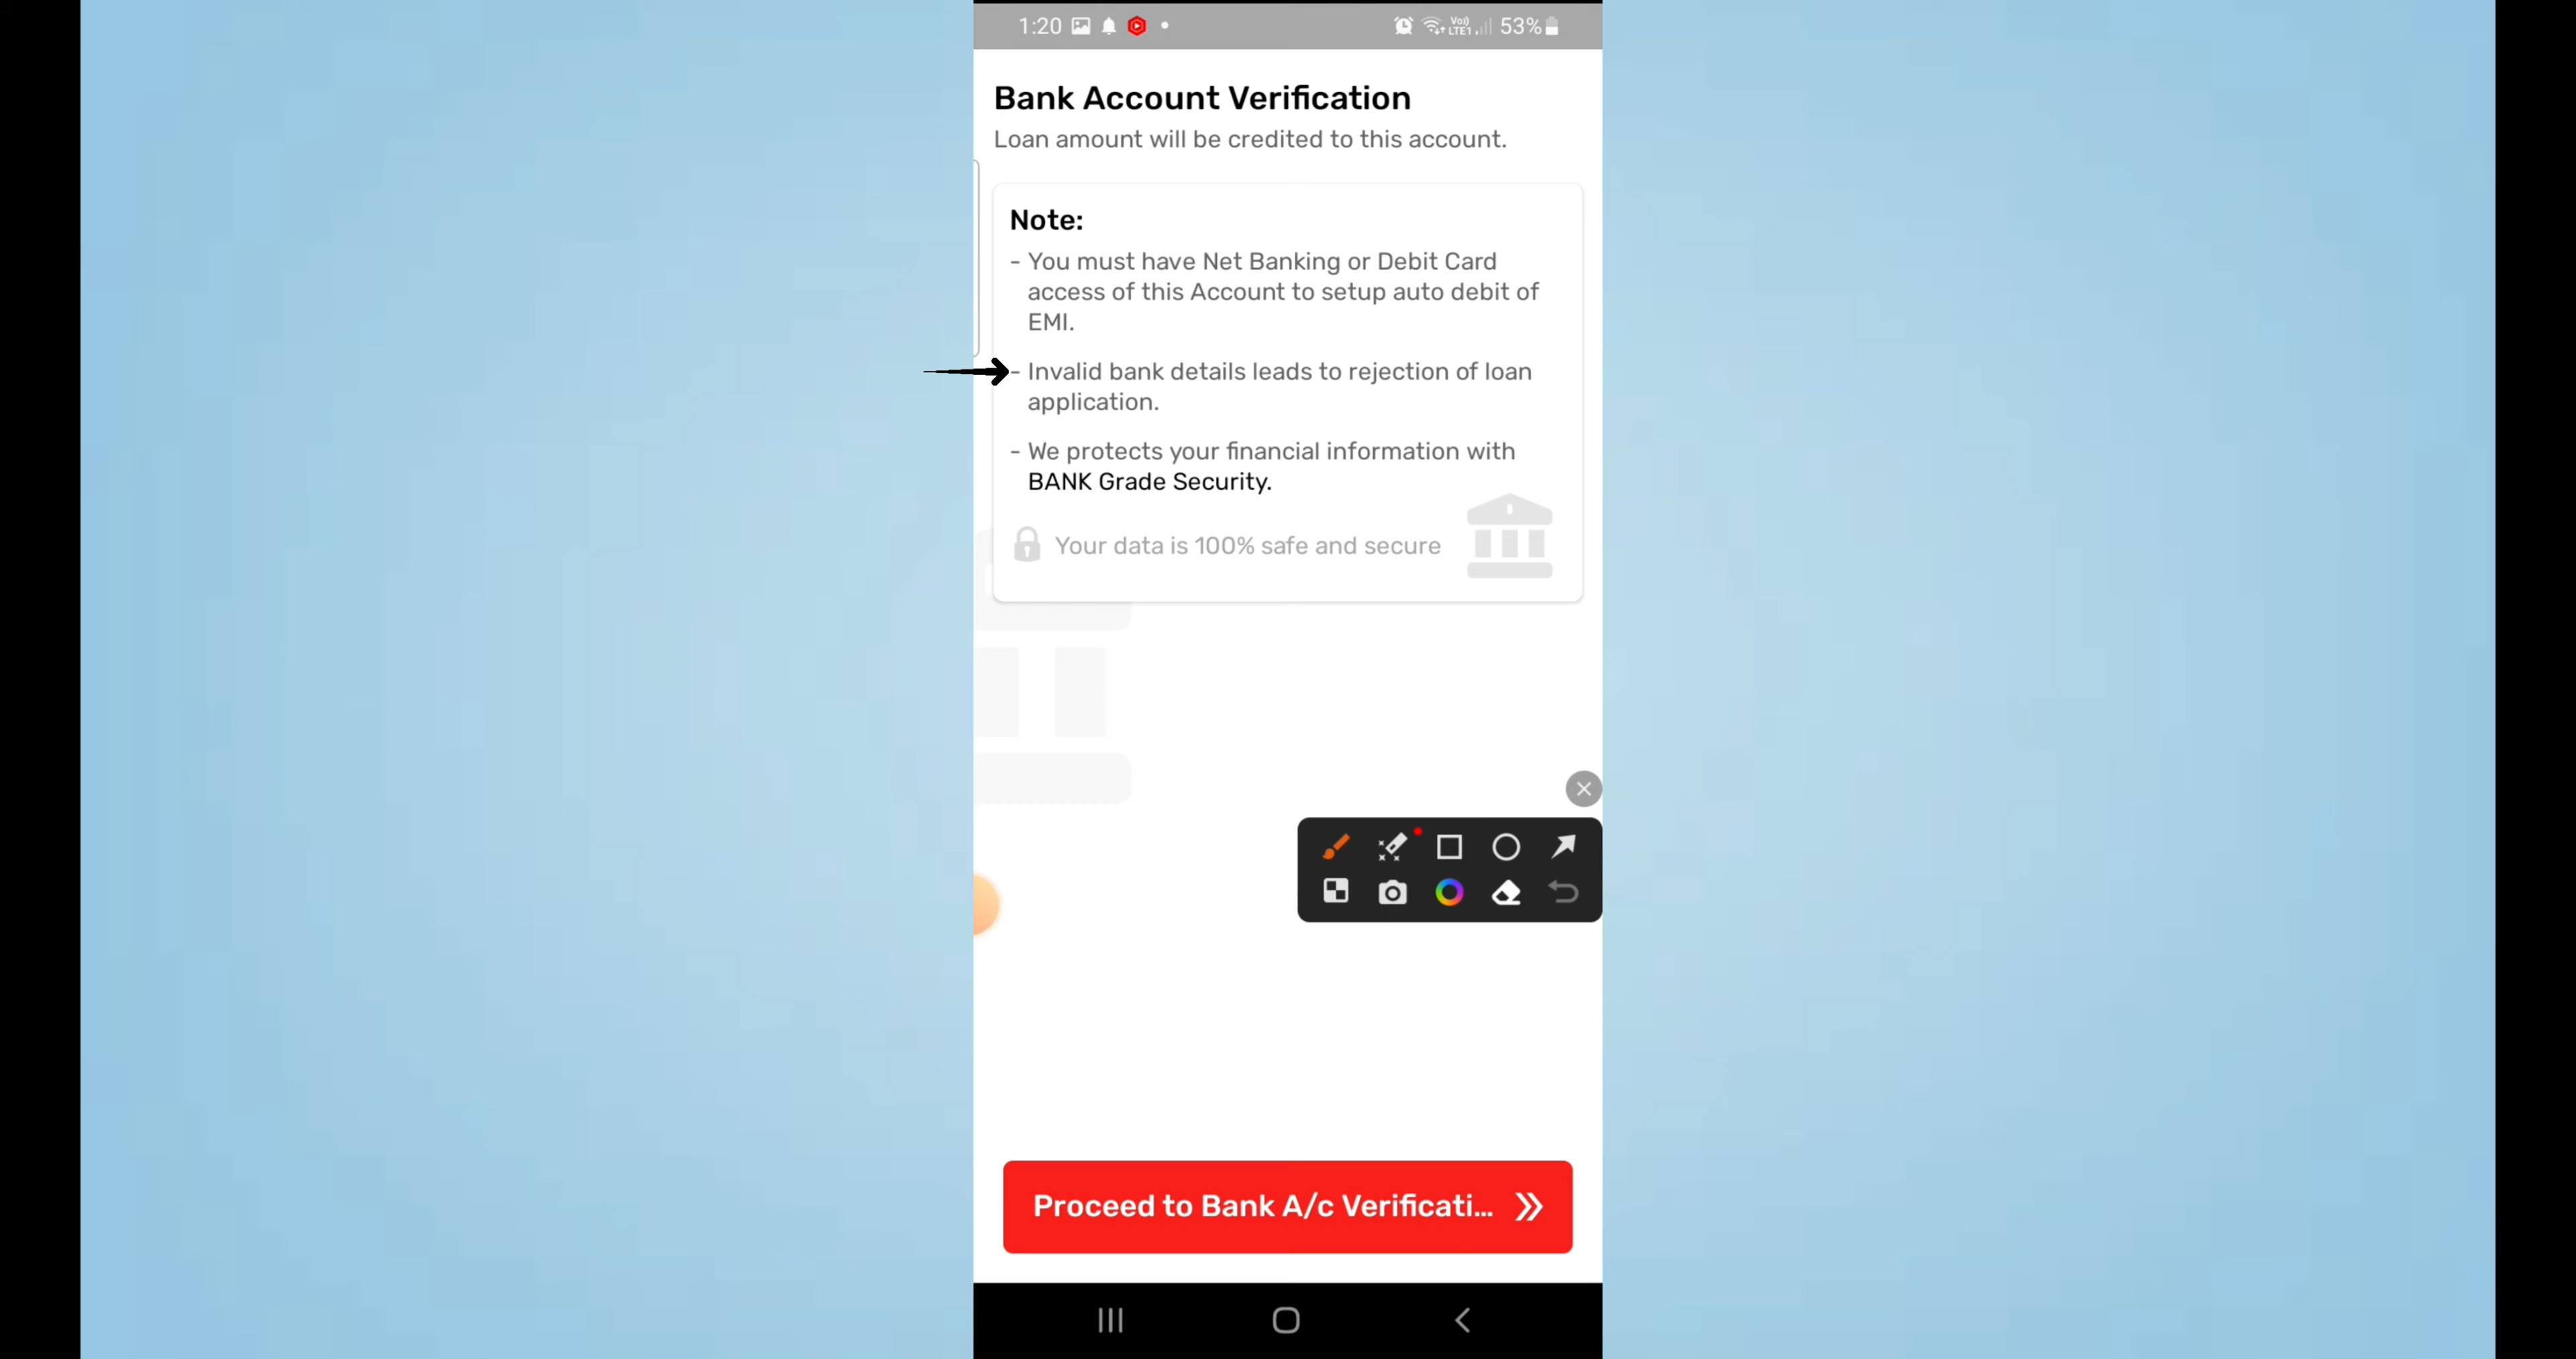 1:20
Vo)) LTE1 53%
Bank Account Verification
Loan amount will be credited to this account.
Note:
- You must have Net Banking or Debit Card
access of this Account to setup auto debit of
EMI.
- Invalid bank details leads to rejection of loan
application.
- We protects your financial information with
BANK Grade Security.
Your data is 100% safe and secure
Proceed to Bank A/c Verificati...